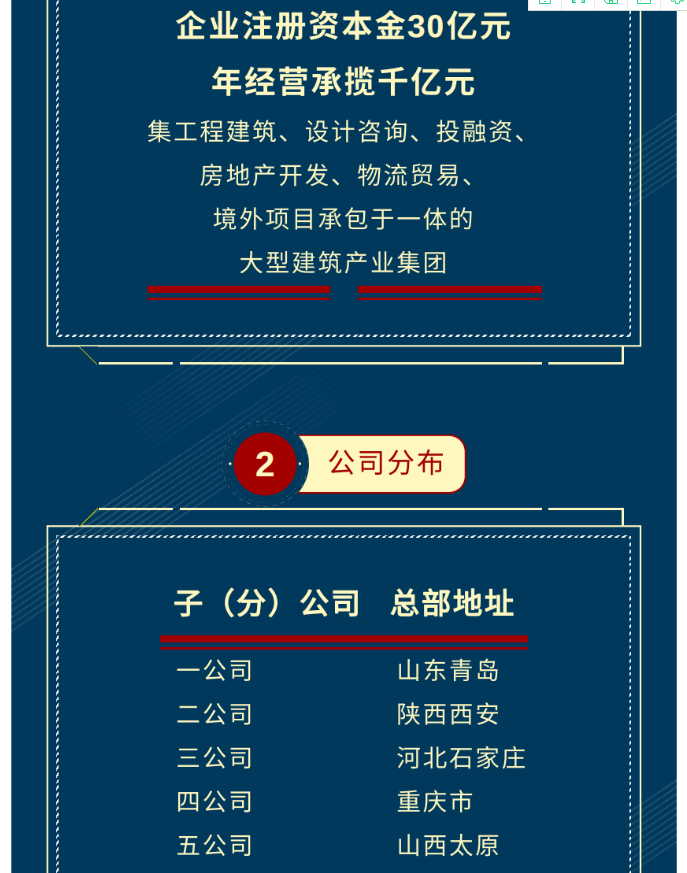 企业注册资本金30亿元
年经营承揽千亿元
集工程建筑、设计咨询、投融资、
房地产开发、物流贸易、
境外项目承包于一体的
大型建筑产业集团
2 公司分布
子（分）公司 总部地址
一公司 山东青岛
二公司 陕西西安
三公司 河北石家庄
四公司 重庆市
五公司 山西太原